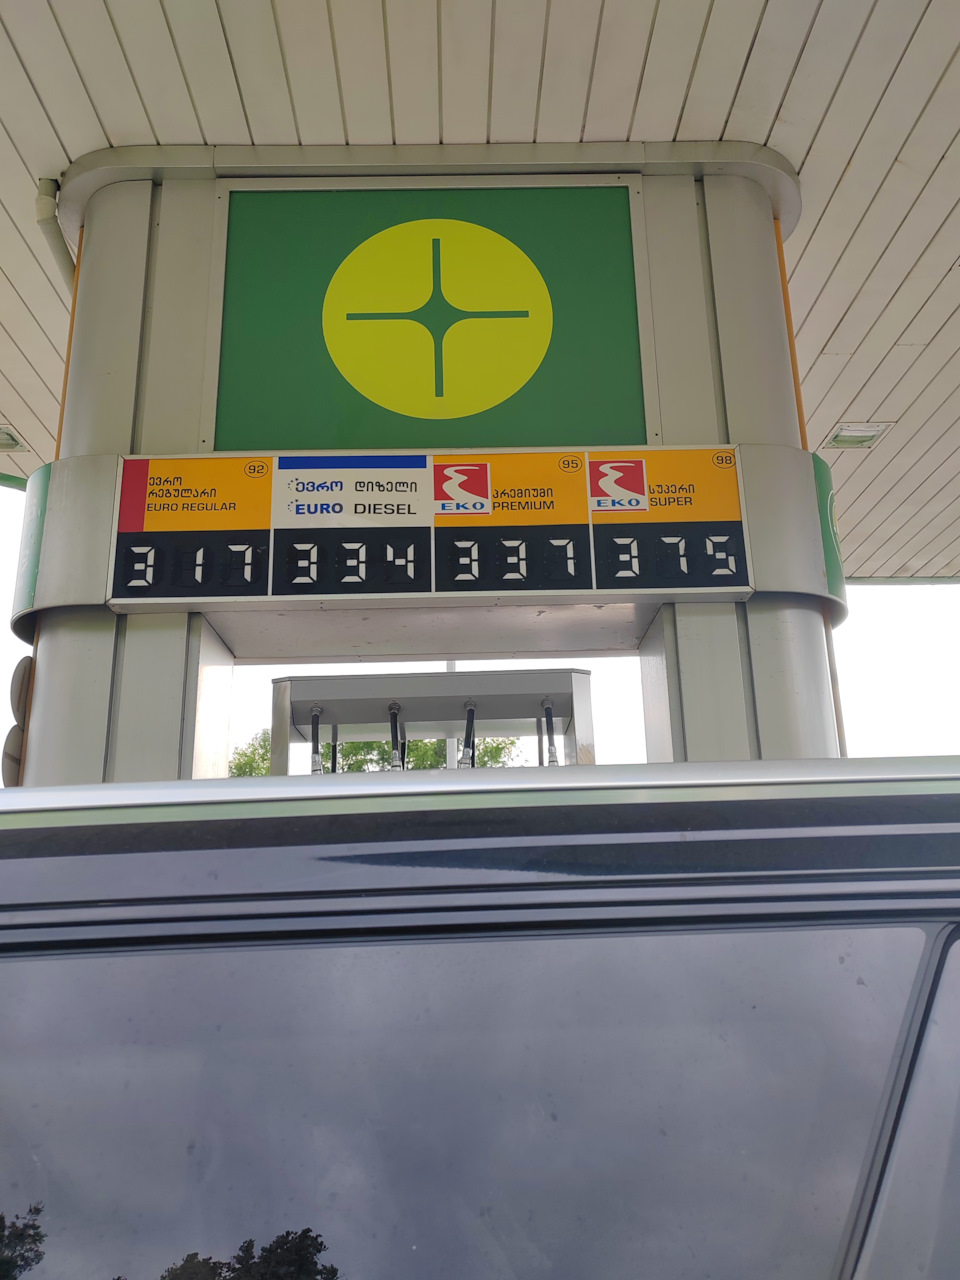 ევრო
რეგულარი
EURO REGULAR
92
ევრო დიზელი
EURO DIESEL
EKO
პრემიუმი
PREMIUM
95
EKO
სუპერი
SUPER
98
317
334
337
375